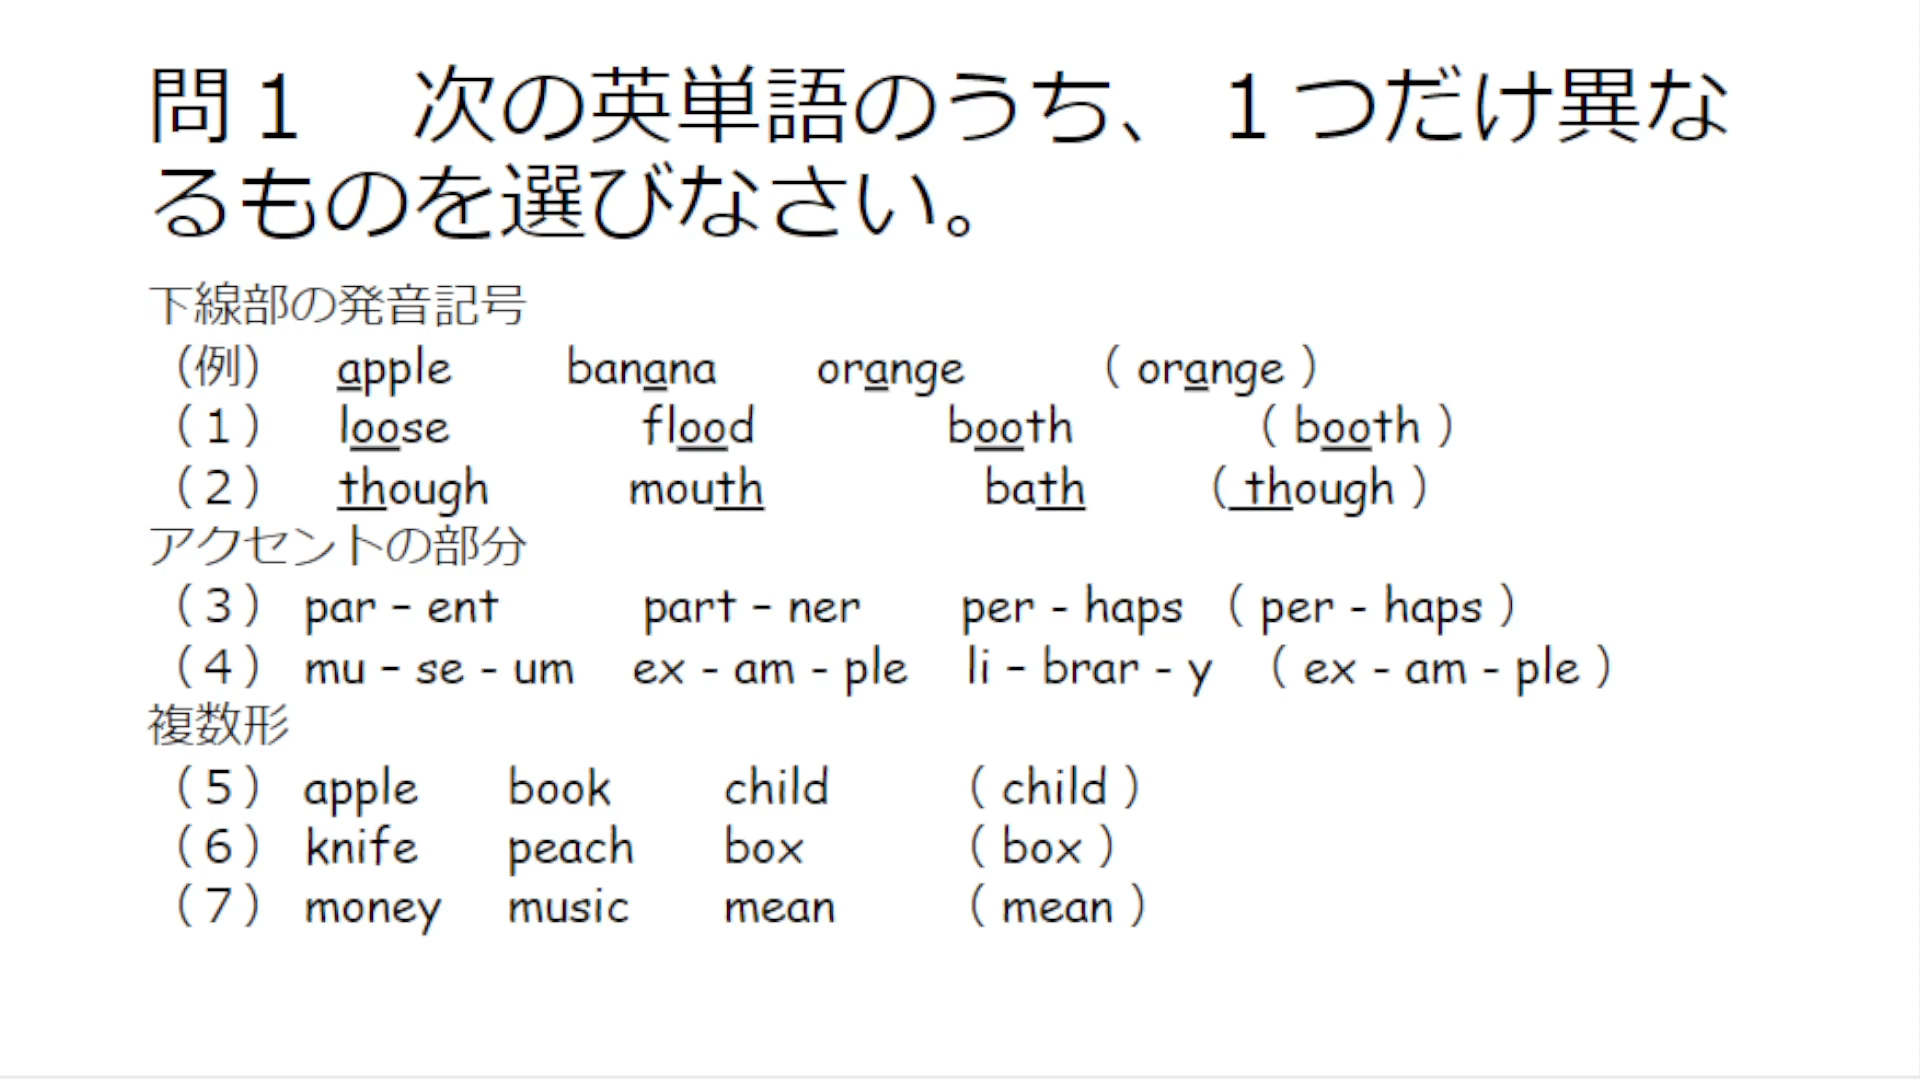 問１　次の英単語のうち、１つだけ異な
るものを選びなさい。
下線部の発音記号
（例）　apple　banana　orange　（ orange ）
（１）　loose　flood　booth　（ booth ）
（２）　though　mouth　bath　（ though ）
アクセントの部分
（３）　par – ent　part – ner　per - haps　（ per - haps ）
（４）　mu – se - um　ex - am - ple　li – brar - y　（ ex - am - ple ）
複数形
（５）　apple　book　child　（ child ）
（６）　knife　peach　box　（ box ）
（７）　money　music　mean　（ mean ）